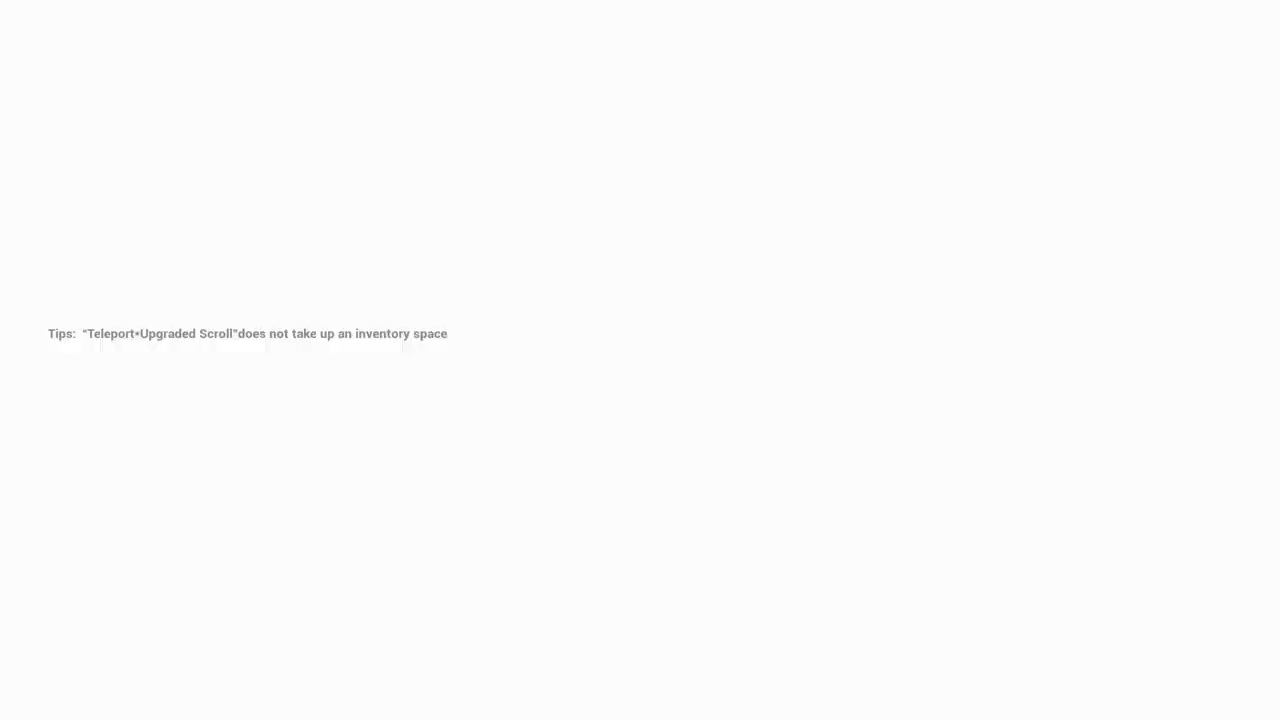 Tips:  “Teleport•Upgraded Scroll”does not take up an inventory space